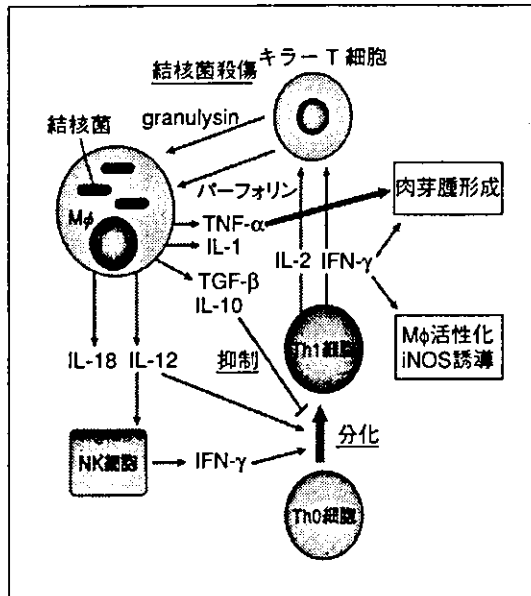 キラー T 細胞
結核菌殺傷
granulysin
結核菌
パーフォリン
Mφ
TNF-α
IL-1
肉芽腫形成
TGF-β
IL-10
IL-2 IFN-γ
Th1細胞
Mφ活性化
iNOS誘導
IL-18 IL-12
抑制
分化
NK細胞
IFN-γ
Th0細胞